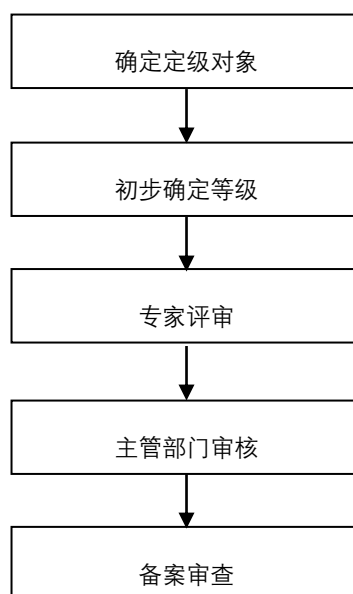 确定定级对象
初步确定等级
专家评审
主管部门审核
备案审查